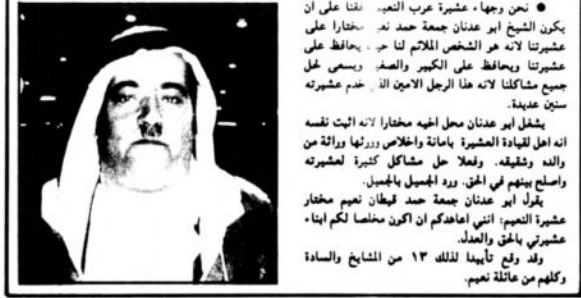 ● نحن وجهاء عشيرة عرب النعيم فقنا على ان
يكون الشيخ ابو عدنان جمعة حمد نعيم مختارا على
عشيرتنا لانه هو الشخص الملائم لنا يحافظ على
عشيرتنا ويحافظ على الكبير والصغير ويسعى لحل
جميع مشاكلنا لانه هذا الرجل الامين الذي خدم عشيرته
سنين عديدة.
يشغل ابو عدنان محل اخيه مختارا لانه اثبت نفسه
انه اهل لقيادة العشيرة بامانة واخلاص وورثها وراثة من
والده وشقيقه. وفعلا حل مشاكل كثيرة لعشيرته
واصلح بينهم في الحق. ورد الجميل بالجميل.
يقول ابو عدنان جمعة حمد قيطان نعيم مختار
عشيرة النعيم: انني اعاهدكم ان اكون مخلصا لكم ابناء
عشيرتي بالحق والعدل.
وقد وقع تأييدا لذلك ١٣ من المشايخ والسادة
وكلهم من عائلة نعيم.